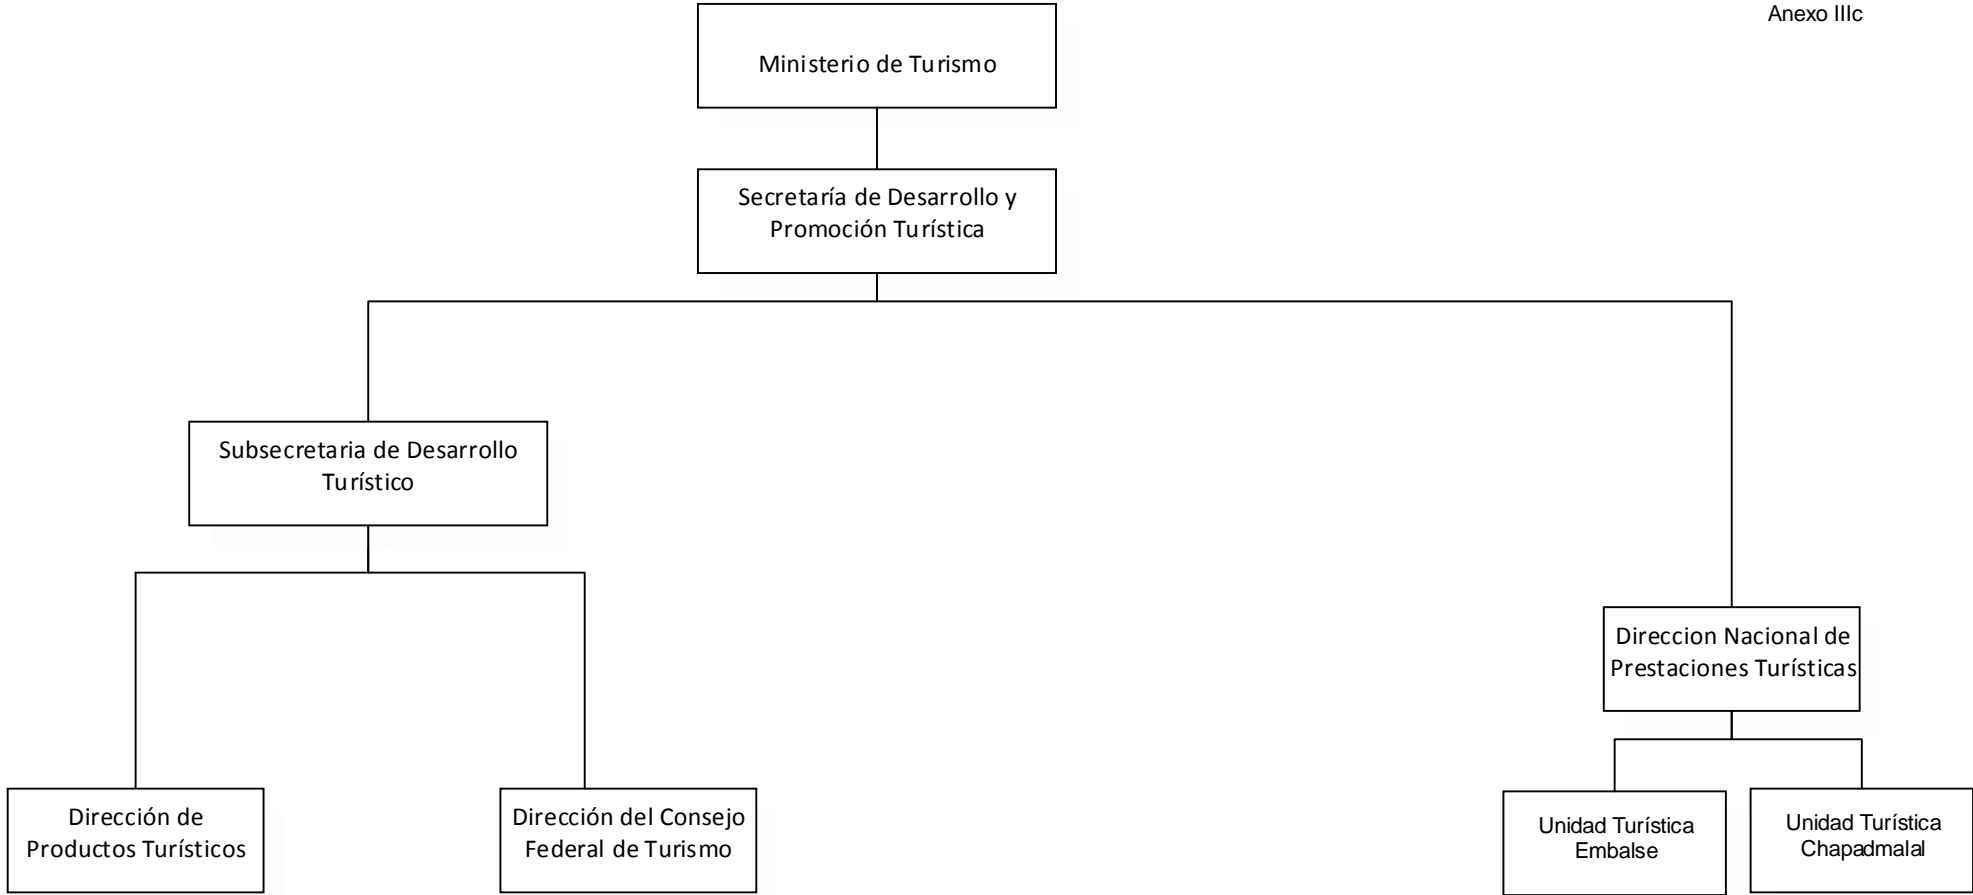 Anexo IIIc
Ministerio de Turismo
Secretaría de Desarrollo y
Promoción Turística
Subsecretaria de Desarrollo
Turístico
Direccion Nacional de
Prestaciones Turísticas
Dirección de
Productos Turísticos
Dirección del Consejo
Federal de Turismo
Unidad Turística
Embalse
Unidad Turística
Chapadmalal